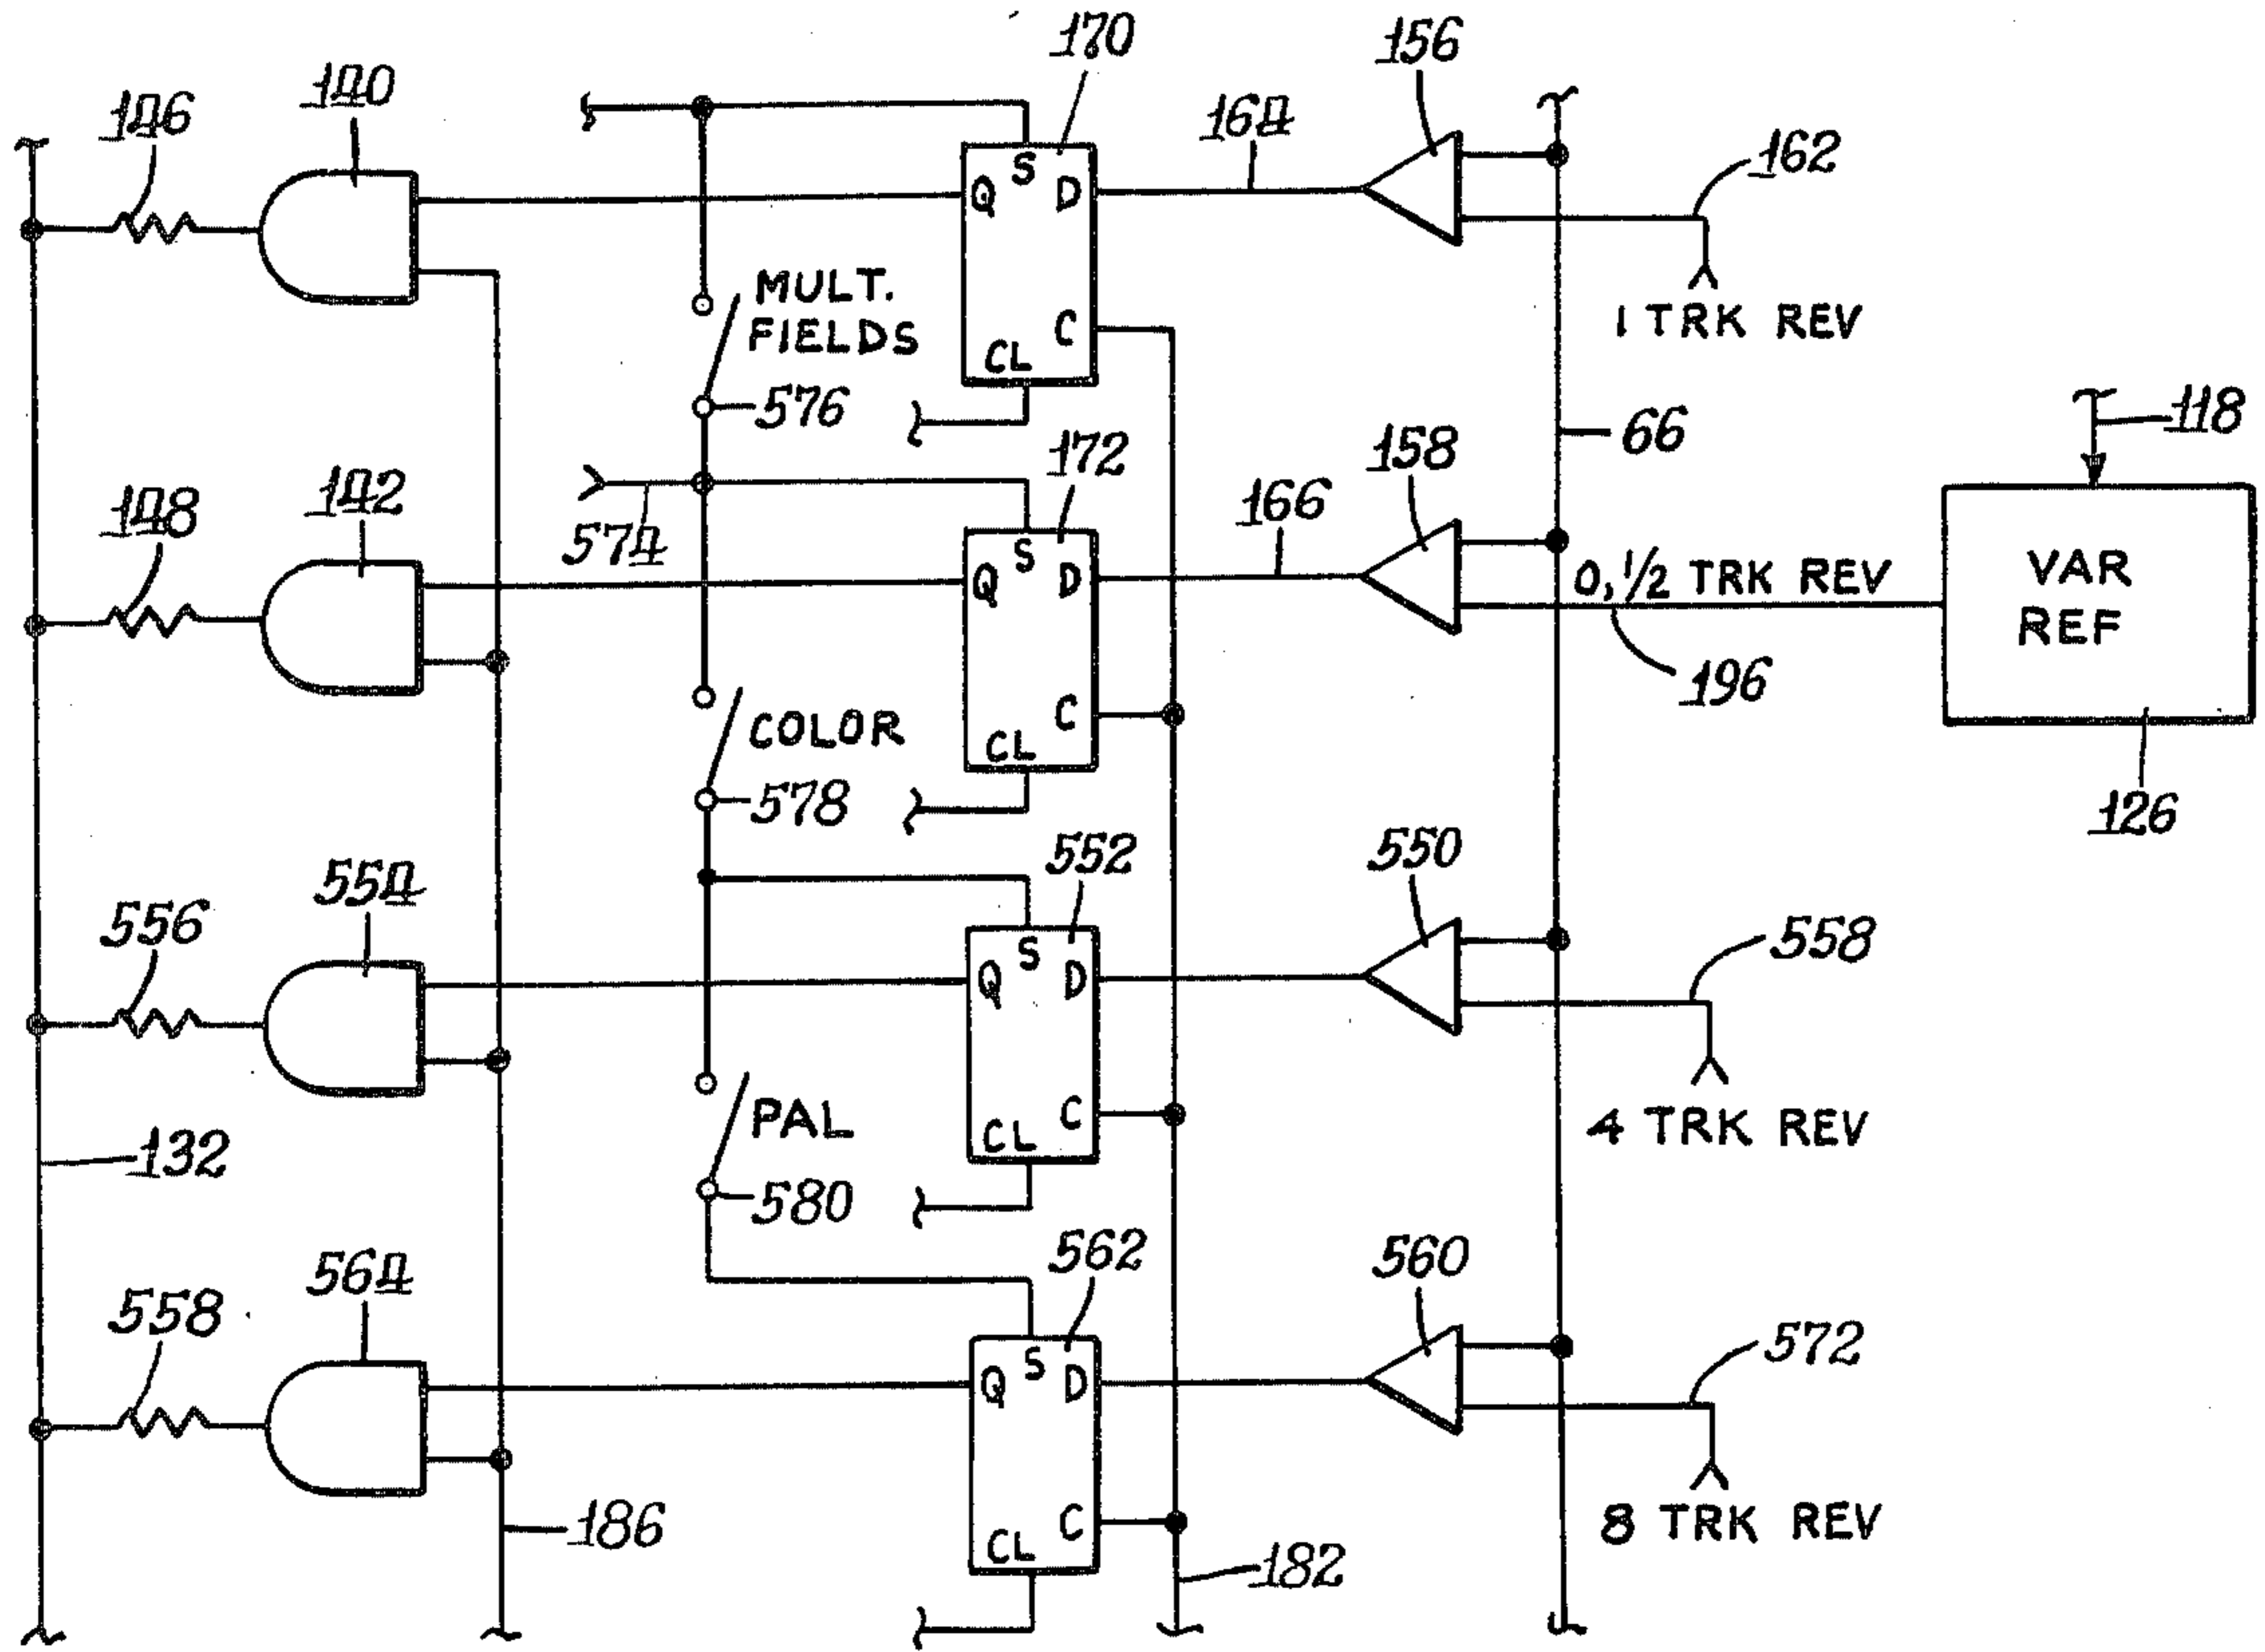 170
156
140
146
164
162
S
Q
D
MULT.
FIELDS
C
1 TRK REV
CL
576
118
66
172
158
142
148
166
574
S
Q
D
0, 1/2 TRK REV
VAR
REF
196
COLOR
C
CL
578
126
552
550
554
556
558
S
Q
D
PAL
C
4 TRK REV
CL
132
580
562
560
564
558
572
S
Q
D
186
C
8 TRK REV
CL
182